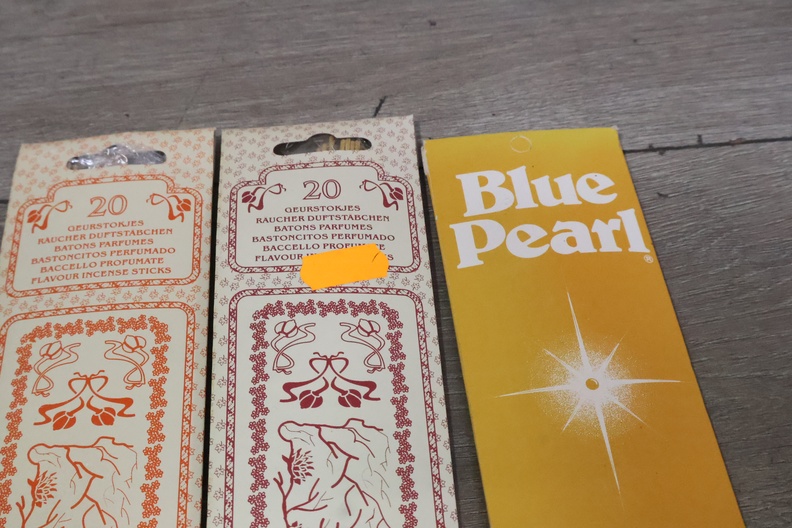 20
GEURSTOKJES
RAUCHER DUFTSTÄBCHEN
BATONS PARFUMES
BASTONCITOS PERFUMADO
BACCELLO PROFUMATE
FLAVOUR INCENSE STICKS
20
GEURSTOKJES
RAUCHER DUFTSTÄBCHEN
BATONS PARFUMES
BASTONCITOS PERFUMADO
BACCELLO PROFUMATE
FLAVOUR
Blue
Pearl®